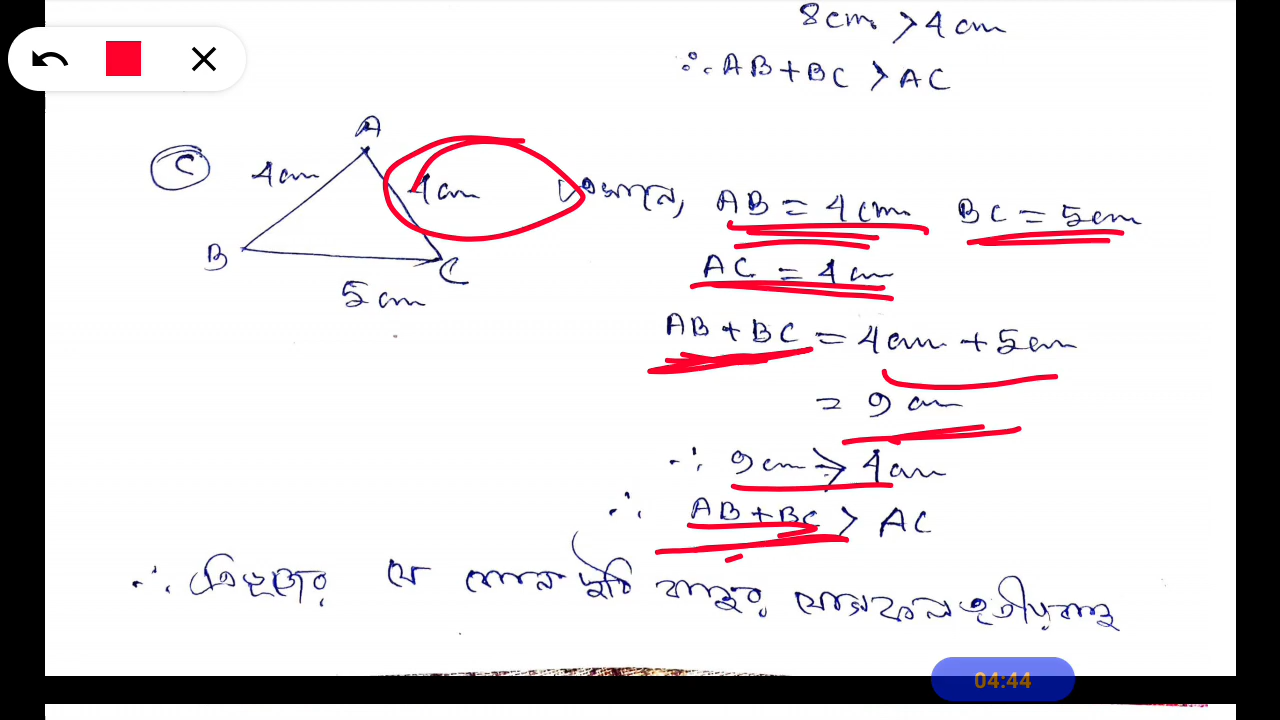 8cm > 4cm
∴ AB+BC > AC
C
A
4cm
4cm
B
C
5cm
এখানে, AB = 4cm BC = 5cm
AC = 4cm
AB + BC = 4cm + 5cm
= 9cm
∴ 9cm > 4cm
∴ AB+BC > AC
∴ ত্রিভুজের যে কোন দুটি বাহুর যোগফল তৃতীয় বাহু
04:44